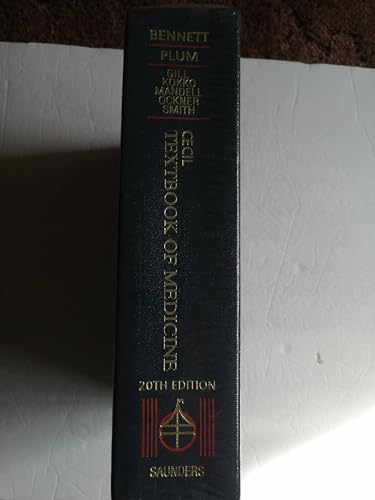 BENNETT
PLUM
GILL
KOKKO
MANDELL
OCKNER
SMITH
CECIL
TEXTBOOK OF MEDICINE
20TH EDITION
SAUNDERS